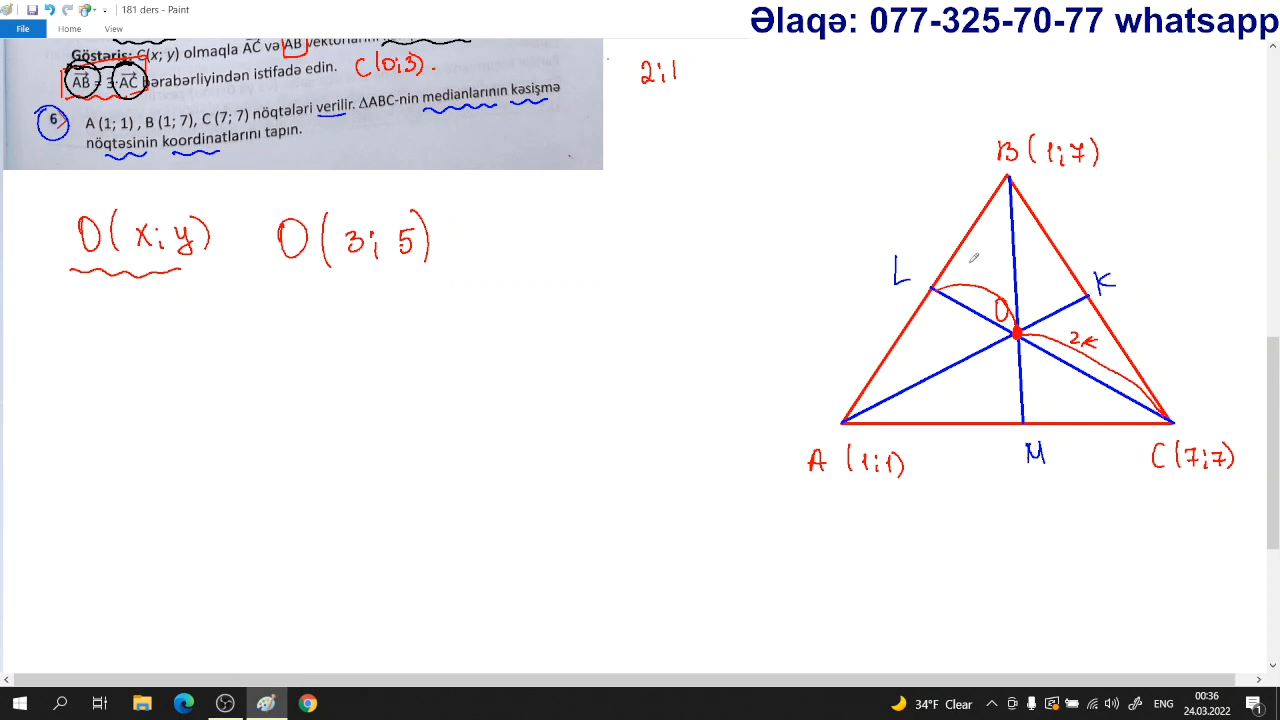 181 ders - Paint
Əlaqə: 077-325-70-77 whatsapp
File Home View
Göstəriş: C(x; y) olmaqla AC və AB vektorlarını
AB = 3·AC bərabərliyindən istifadə edin.
C(0;3).
2;1
6
A (1; 1) , B (1; 7), C (7; 7) nöqtələri verilir. ΔABC-nin medianlarının kəsişmə
nöqtəsinin koordinatlarını tapın.
B (1;7)
O(x;y) O(3; 5)
L
K
O
2K
A (1;1)
M
C(7;7)
34°F Clear
ENG
00:36
24.03.2022
1